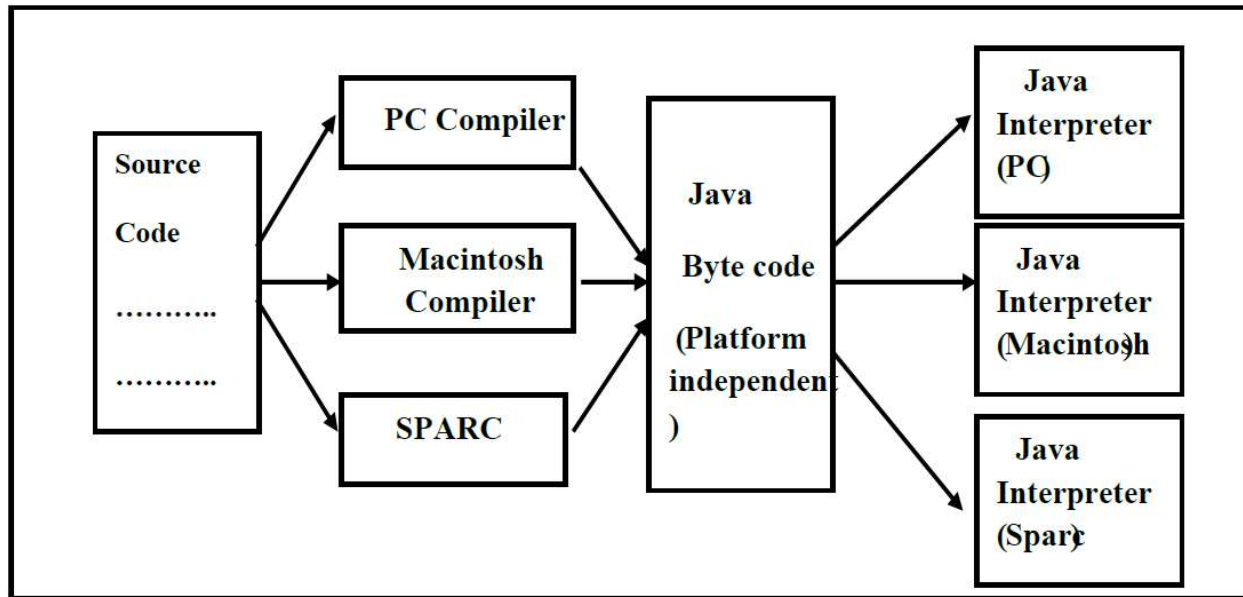 Source
Code
………..
………..
PC Compiler
Macintosh
Compiler
SPARC
Java
Byte code
(Platform
independent
)
Java
Interpreter
(PC)
Java
Interpreter
(Macintosh)
Java
Interpreter
(Sparc)